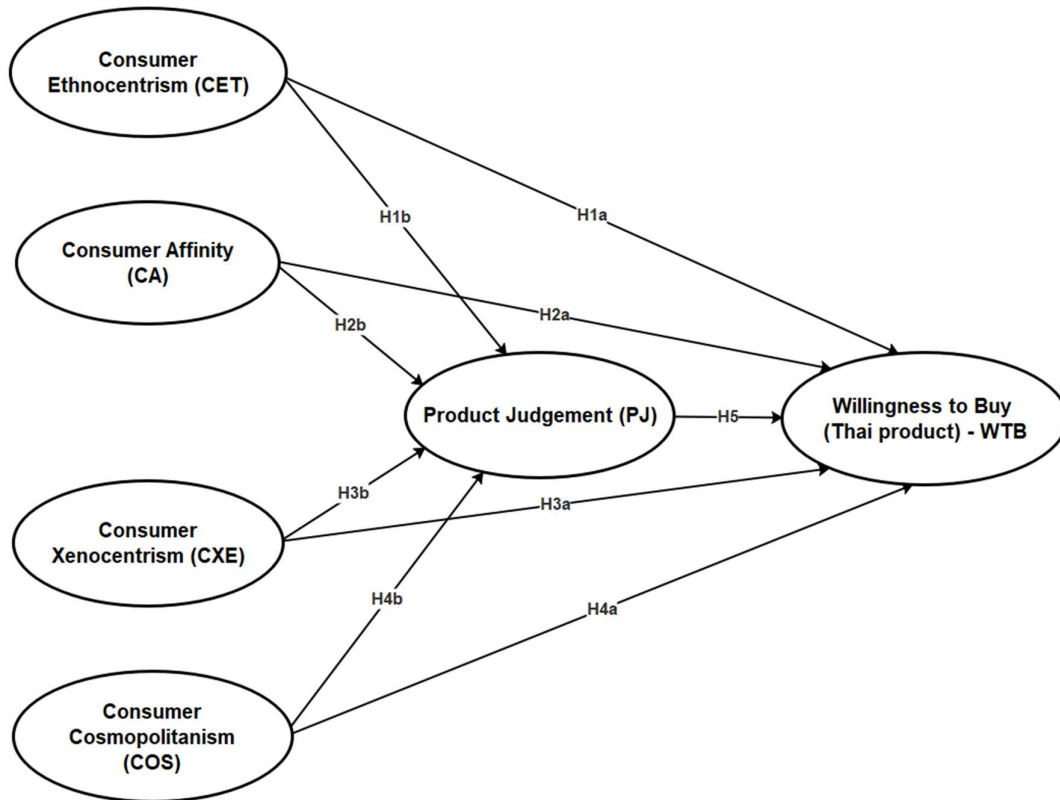 Consumer
Ethnocentrism (CET)
H1b
H1a
Consumer Affinity
(CA)
H2b
H2a
Product Judgement (PJ)
H5
Willingness to Buy
(Thai product) - WTB
Consumer
Xenocentrism (CXE)
H3b
H3a
H4b
H4a
Consumer
Cosmopolitanism
(COS)